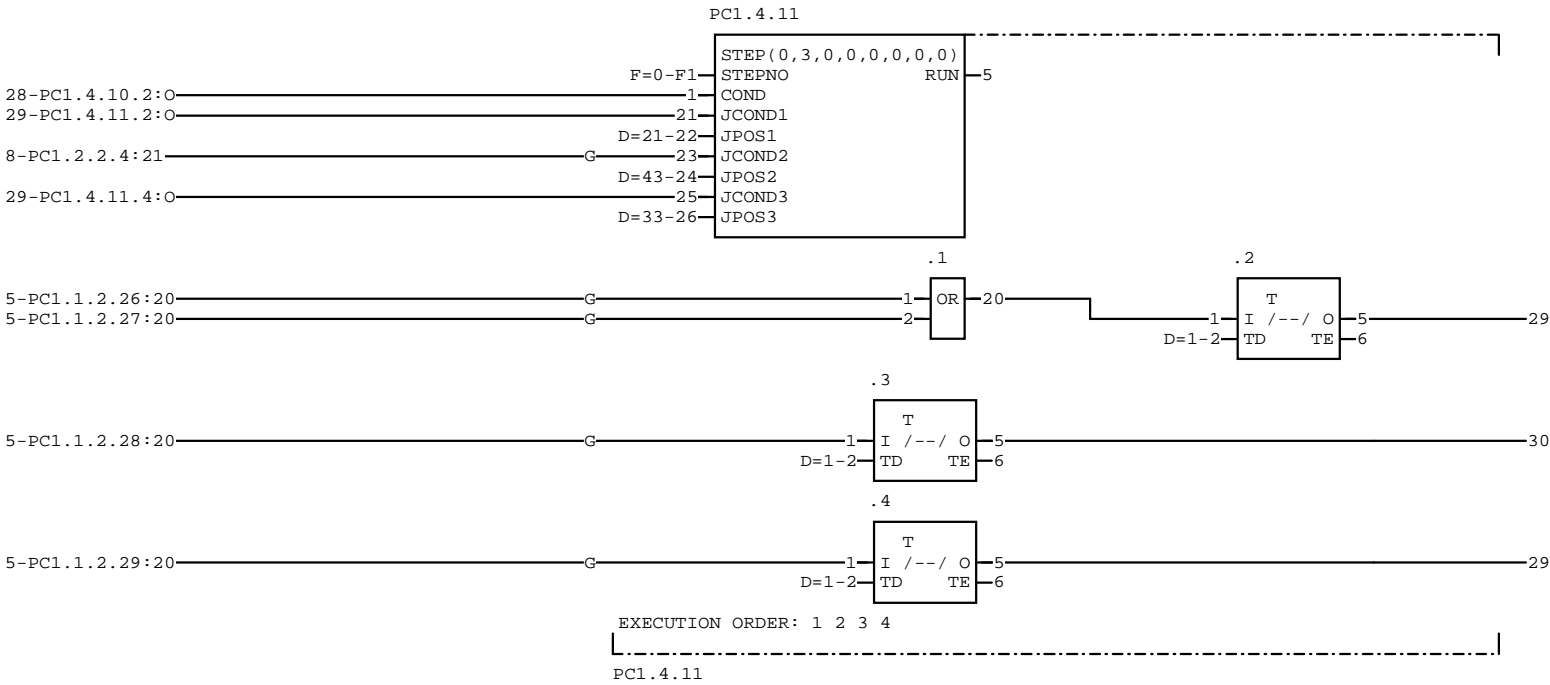 PC1.4.11
STEP(0,3,0,0,0,0,0,0)
F=0-F1 STEPNO RUN 5
28-PC1.4.10.2:O 1 COND
29-PC1.4.11.2:O 21 JCOND1
D=21-22 JPOS1
8-PC1.2.2.4:21 G 23 JCOND2
D=43-24 JPOS2
29-PC1.4.11.4:O 25 JCOND3
D=33-26 JPOS3
.1 .2
5-PC1.1.2.26:20 G 1 OR 20 T
5-PC1.1.2.27:20 G 2 1 I /--/ O 5 29
D=1-2 TD TE 6
.3
T
5-PC1.1.2.28:20 G 1 I /--/ O 5 30
D=1-2 TD TE 6
.4
T
5-PC1.1.2.29:20 G 1 I /--/ O 5 29
D=1-2 TD TE 6
EXECUTION ORDER: 1 2 3 4
PC1.4.11